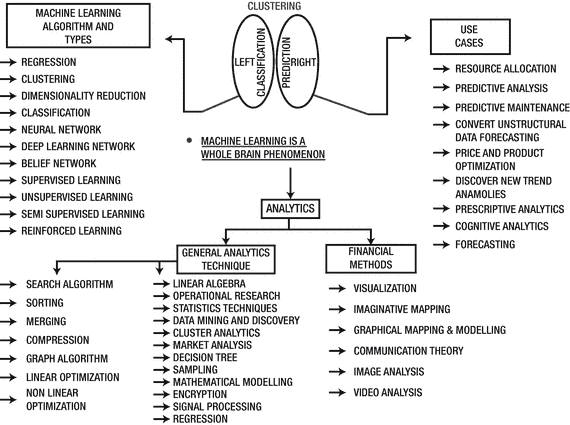 MACHINE LEARNING
ALGORITHM AND
TYPES
REGRESSION
CLUSTERING
DIMENSIONALITY REDUCTION
CLASSIFICATION
NEURAL NETWORK
DEEP LEARNING NETWORK
BELIEF NETWORK
SUPERVISED LEARNING
UNSUPERVISED LEARNING
SEMI SUPERVISED LEARNING
REINFORCED LEARNING
CLUSTERING
LEFT
CLASSIFICATION
PREDICTION
RIGHT
• MACHINE LEARNING IS A
WHOLE BRAIN PHENOMENON
USE
CASES
RESOURCE ALLOCATION
PREDICTIVE ANALYSIS
PREDICTIVE MAINTENANCE
CONVERT UNSTRUCTURAL
DATA FORECASTING
PRICE AND PRODUCT
OPTIMIZATION
DISCOVER NEW TREND
ANAMOLIES
PRESCRIPTIVE ANALYTICS
COGNITIVE ANALYTICS
FORECASTING
ANALYTICS
GENERAL ANALYTICS
TECHNIQUE
SEARCH ALGORITHM
SORTING
MERGING
COMPRESSION
GRAPH ALGORITHM
LINEAR OPTIMIZATION
NON LINEAR
OPTIMIZATION
LINEAR ALGEBRA
OPERATIONAL RESEARCH
STATISTICS TECHNIQUES
DATA MINING AND DISCOVERY
CLUSTER ANALYTICS
MARKET ANALYSIS
DECISION TREE
SAMPLING
MATHEMATICAL MODELLING
ENCRYPTION
SIGNAL PROCESSING
REGRESSION
FINANCIAL
METHODS
VISUALIZATION
IMAGINATIVE MAPPING
GRAPHICAL MAPPING & MODELLING
COMMUNICATION THEORY
IMAGE ANALYSIS
VIDEO ANALYSIS